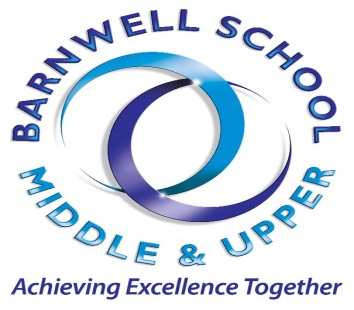 BARNWELL SCHOOL
MIDDLE & UPPER
Achieving Excellence Together